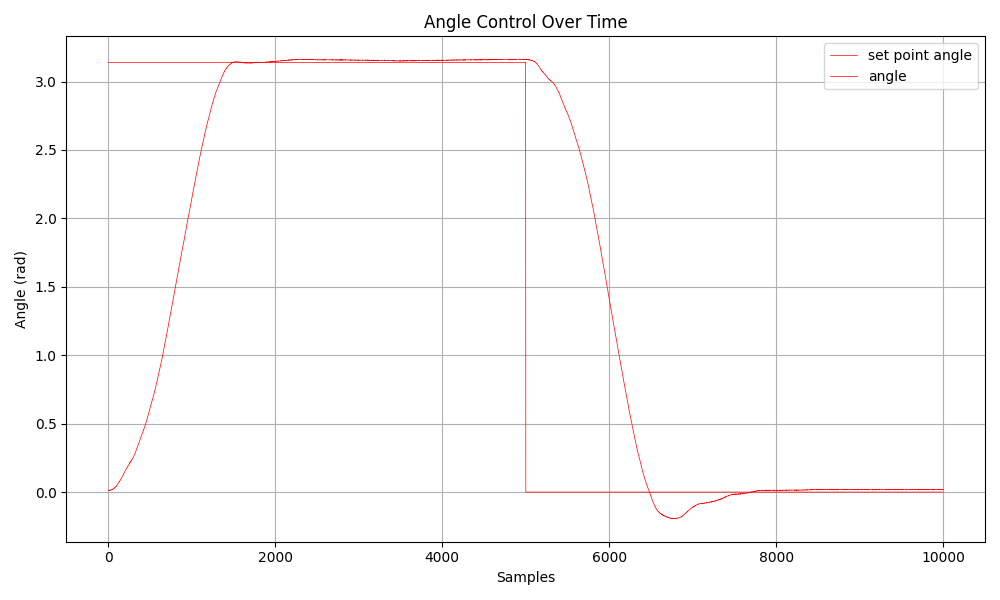 Angle Control Over Time
set point angle
angle
Angle (rad)
3.0
2.5
2.0
1.5
1.0
0.5
0.0
0
2000
4000
6000
8000
10000
Samples